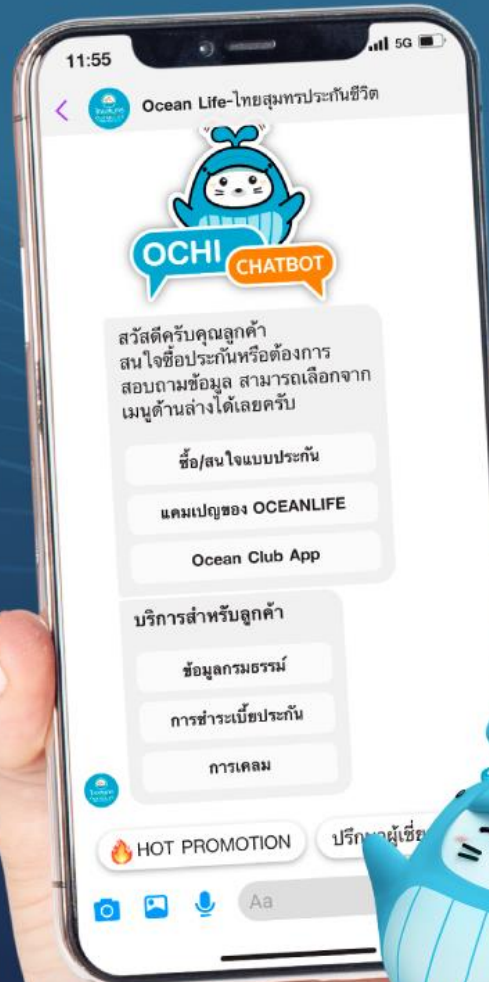 11:55
5G
Ocean Life-ไทยสมุทรประกันชีวิต
OCHI
CHATBOT
สวัสดีครับคุณลูกค้า
สนใจซื้อประกันหรือต้องการ
สอบถามข้อมูล สามารถเลือกจาก
เมนูด้านล่างได้เลยครับ
ซื้อ/สนใจแบบประกัน
แคมเปญของ OCEANLIFE
Ocean Club App
บริการสำหรับลูกค้า
ข้อมูลกรมธรรม์
การชำระเบี้ยประกัน
การเคลม
HOT PROMOTION
Aa